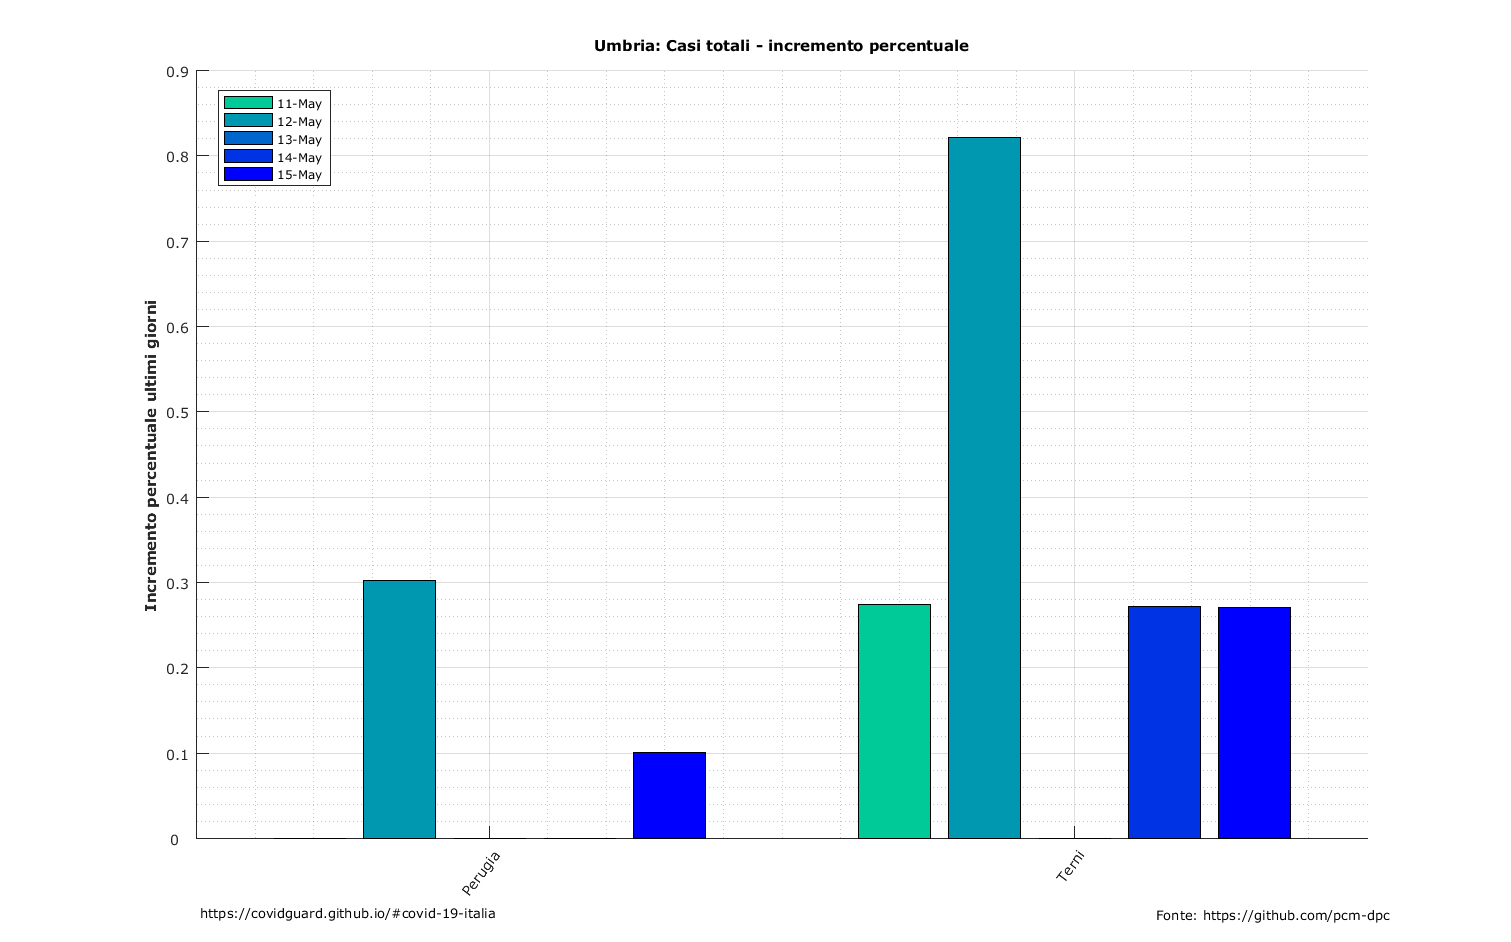 Umbria: Casi totali - incremento percentuale
0.9
0.8
0.7
0.6
0.5
0.4
0.3
0.2
0.1
0
Incremento percentuale ultimi giorni
11-May
12-May
13-May
14-May
15-May
Perugia
Terni
https://covidguard.github.io/#covid-19-italia
Fonte: https://github.com/pcm-dpc